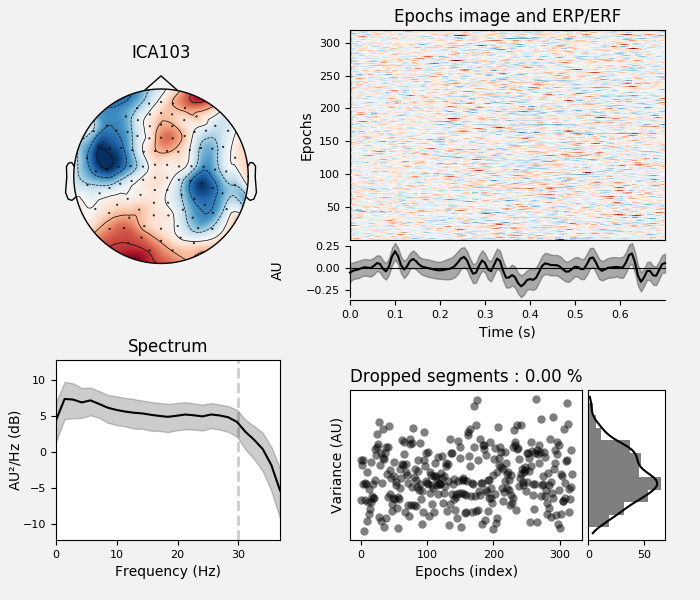 ICA103
Epochs image and ERP/ERF
Epochs
300
250
200
150
100
50
AU
0.25
0.00
−0.25
0.0 0.1 0.2 0.3 0.4 0.5 0.6
Time (s)
Spectrum
AU²/Hz (dB)
10
5
0
−5
−10
0 10 20 30
Frequency (Hz)
Dropped segments : 0.00 %
Variance (AU)
0 100 200 300
Epochs (index)
0 50